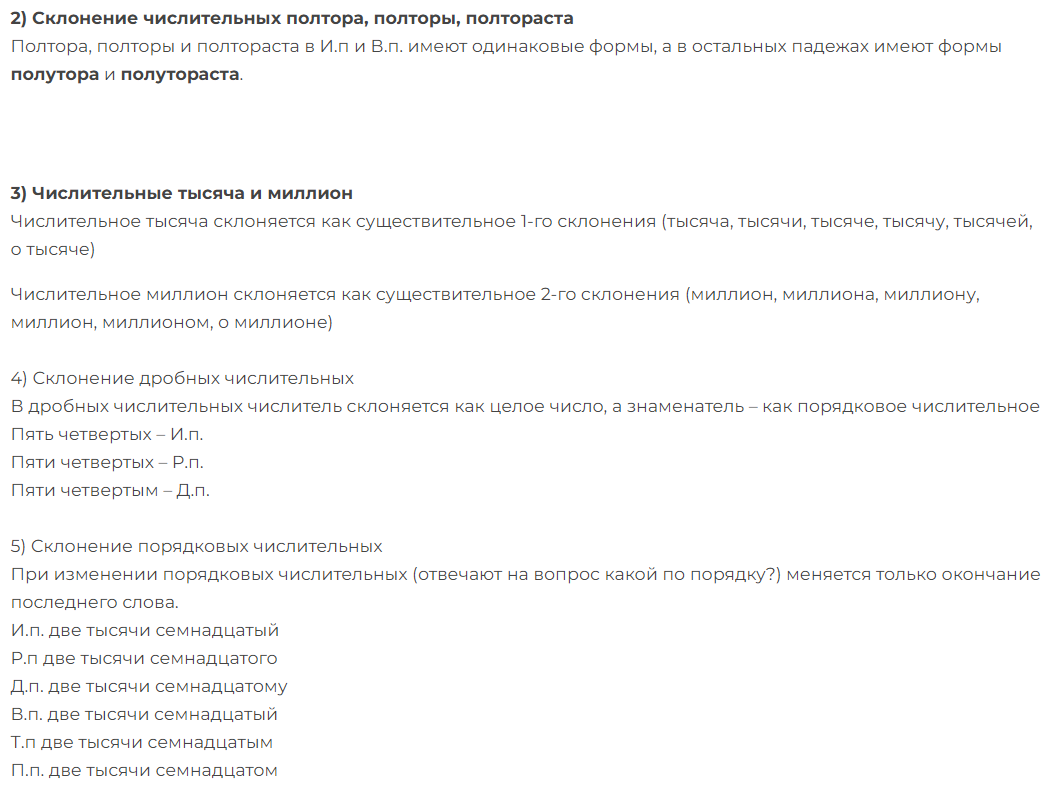 2) Склонение числительных полтора, полторы, полтораста
Полтора, полторы и полтораста в И.п и В.п. имеют одинаковые формы, а в остальных падежах имеют формы
полутора и полутораста.
3) Числительные тысяча и миллион
Числительное тысяча склоняется как существительное 1-го склонения (тысяча, тысячи, тысяче, тысячу, тысячей,
о тысяче)
Числительное миллион склоняется как существительное 2-го склонения (миллион, миллиона, миллиону,
миллион, миллионом, о миллионе)
4) Склонение дробных числительных
В дробных числительных числитель склоняется как целое число, а знаменатель – как порядковое числительное
Пять четвертых – И.п.
Пяти четвертых – Р.п.
Пяти четвертым – Д.п.
5) Склонение порядковых числительных
При изменении порядковых числительных (отвечают на вопрос какой по порядку?) меняется только окончание
последнего слова.
И.п. две тысячи семнадцатый
Р.п две тысячи семнадцатого
Д.п. две тысячи семнадцатому
В.п. две тысячи семнадцатый
Т.п две тысячи семнадцатым
П.п. две тысячи семнадцатом